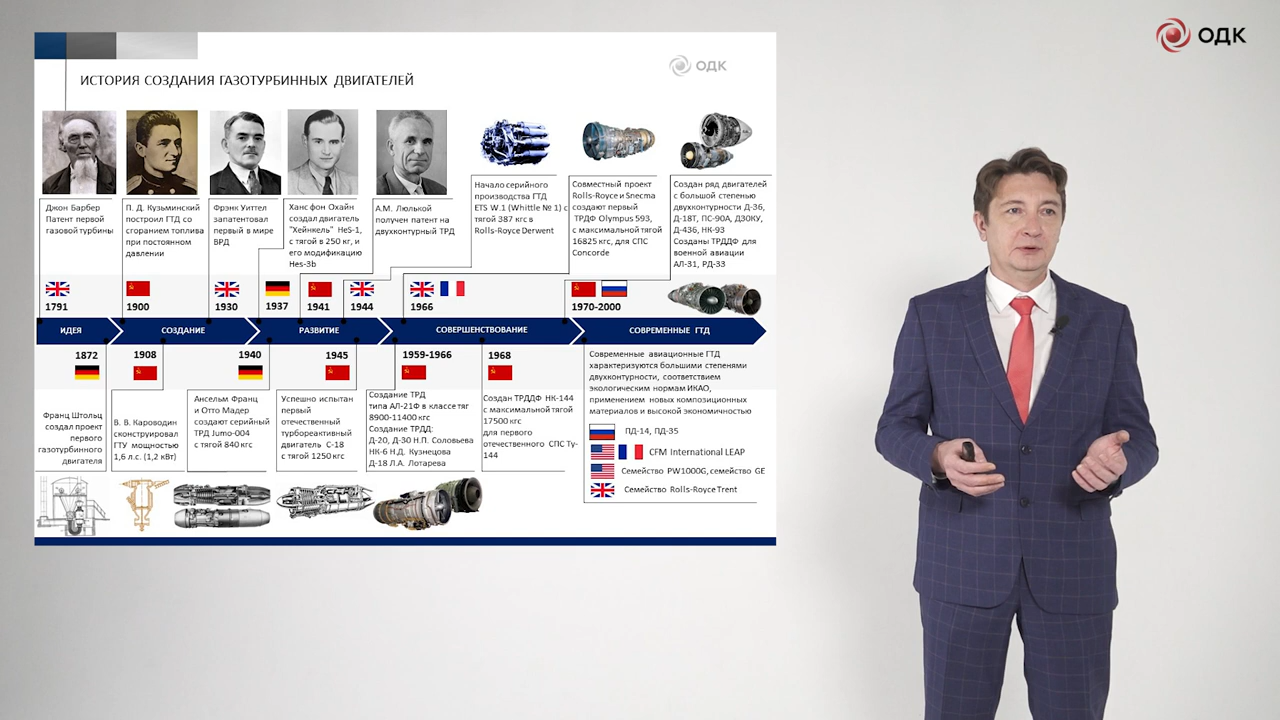 ОДК
ОДК
ИСТОРИЯ СОЗДАНИЯ ГАЗОТУРБИННЫХ ДВИГАТЕЛЕЙ
Джон Барбер
Патент первой
газовой турбины
П. Д. Кузьминский
построил ГТД со
сгоранием топлива
при постоянном
давлении
Фрэнк Уиттел
запатентовал
первый в мире
ВРД
Ханс фон Охайн
создал двигатель
"Хейнкель" HeS-1,
с тягой в 250 кг, и
его модификацию
Hes-3b
А.М. Люлькой
получен патент на
двухконтурный ТРД
Начало серийного
производства ГТД
ETS W.1 (Whittle № 1) с
тягой 387 кгс в
Rolls-Royce Derwent
Совместный проект
Rolls-Royce и Snecma
создают первый
ТРДФ Olympus 593,
с максимальной тягой
16825 кгс, для СПС
Concorde
Создан ряд двигателей
с большой степенью
двухконтурности Д-36,
Д-18Т, ПС-90А, Д30КУ,
Д-436, НК-93
Созданы ТРДДФ для
военной авиации
АЛ-31, РД-33
1791
1900
1930
1937
1941
1944
1966
1970-2000
ИДЕЯ
СОЗДАНИЕ
РАЗВИТИЕ
СОВЕРШЕНСТВОВАНИЕ
СОВРЕМЕННЫЕ ГТД
1872
1908
1940
1945
1959-1966
1968
Франц Штольц
создал проект
первого
газотурбинного
двигателя
В. В. Кароводин
сконструировал
ГТУ мощностью
1,6 л.с. (1,2 кВт)
Ансельм Франц
и Отто Мадер
создают серийный
ТРД Jumo-004
с тягой 840 кгс
Успешно испытан
первый
отечественный
турбореактивный
двигатель С-18
с тягой 1250 кгс
Создание ТРД
типа АЛ-21Ф в классе тяг
8900-11400 кгс
Создание ТРДД:
Д-20, Д-30 Н.П. Соловьева
НК-6 Н.Д. Кузнецова
Д-18 Л.А. Лотарева
Создан ТРДДФ НК-144
с максимальной тягой
17500 кгс
для первого
отечественного СПС Ту-
144
Современные авиационные ГТД
характеризуются большими степенями
двухконтурности, соответствием
экологическим нормам ИКАО,
применением новых композиционных
материалов и высокой экономичностью
ПД-14, ПД-35
CFM International LEAP
Семейство PW1000G, семейство GE
Семейство Rolls-Royce Trent